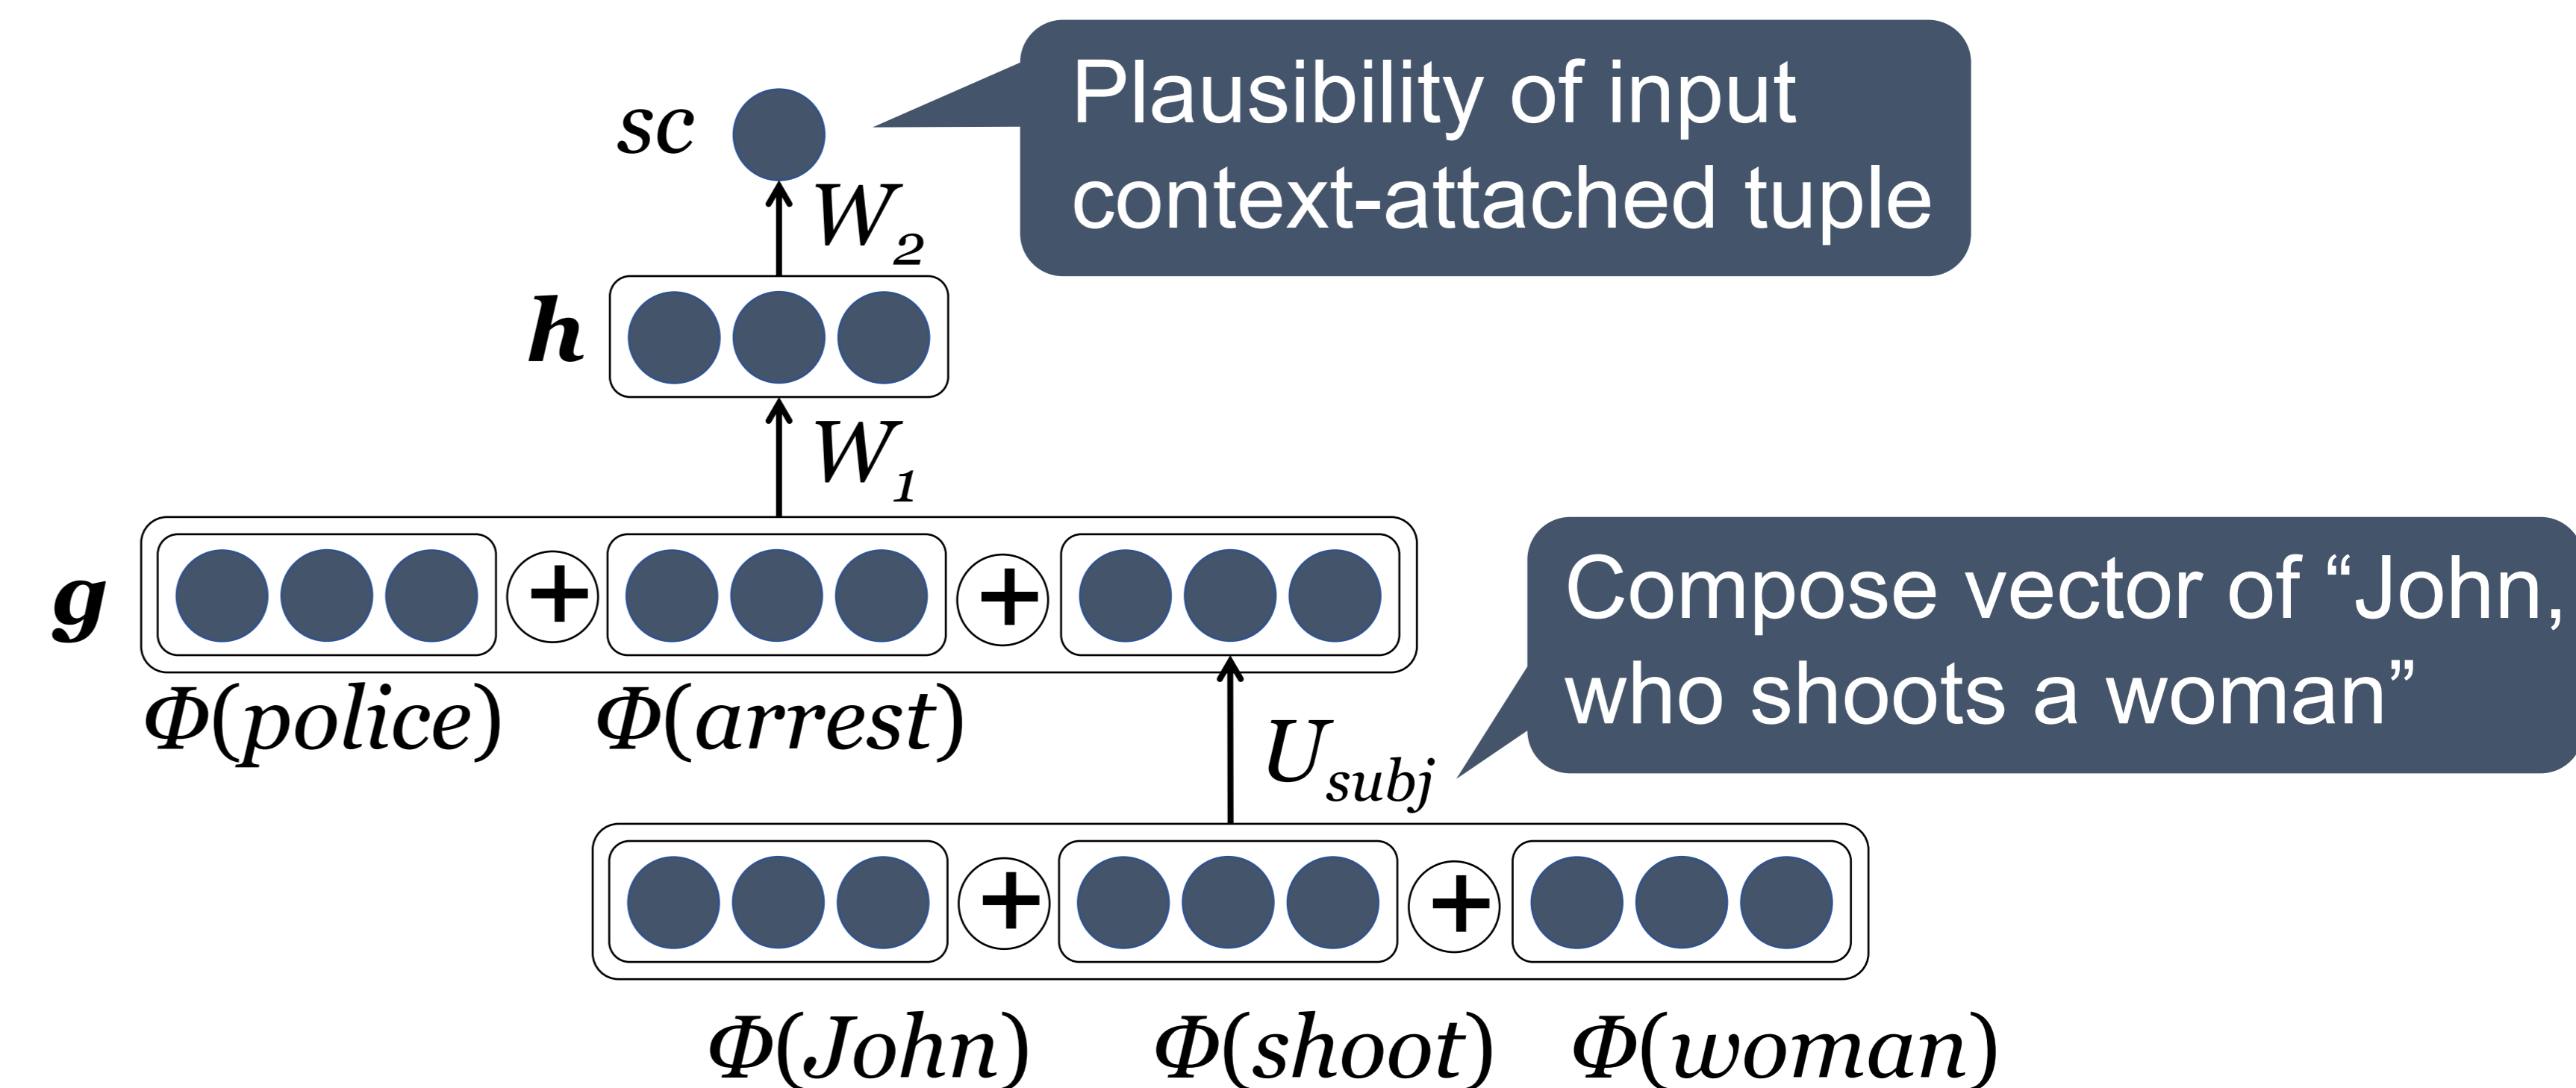 sc
Plausibility of input
context-attached tuple
W₂
h
W₁
g
+
+
Compose vector of “John,
who shoots a woman”
Φ(police) Φ(arrest)
U_subj
+
+
Φ(John) Φ(shoot) Φ(woman)